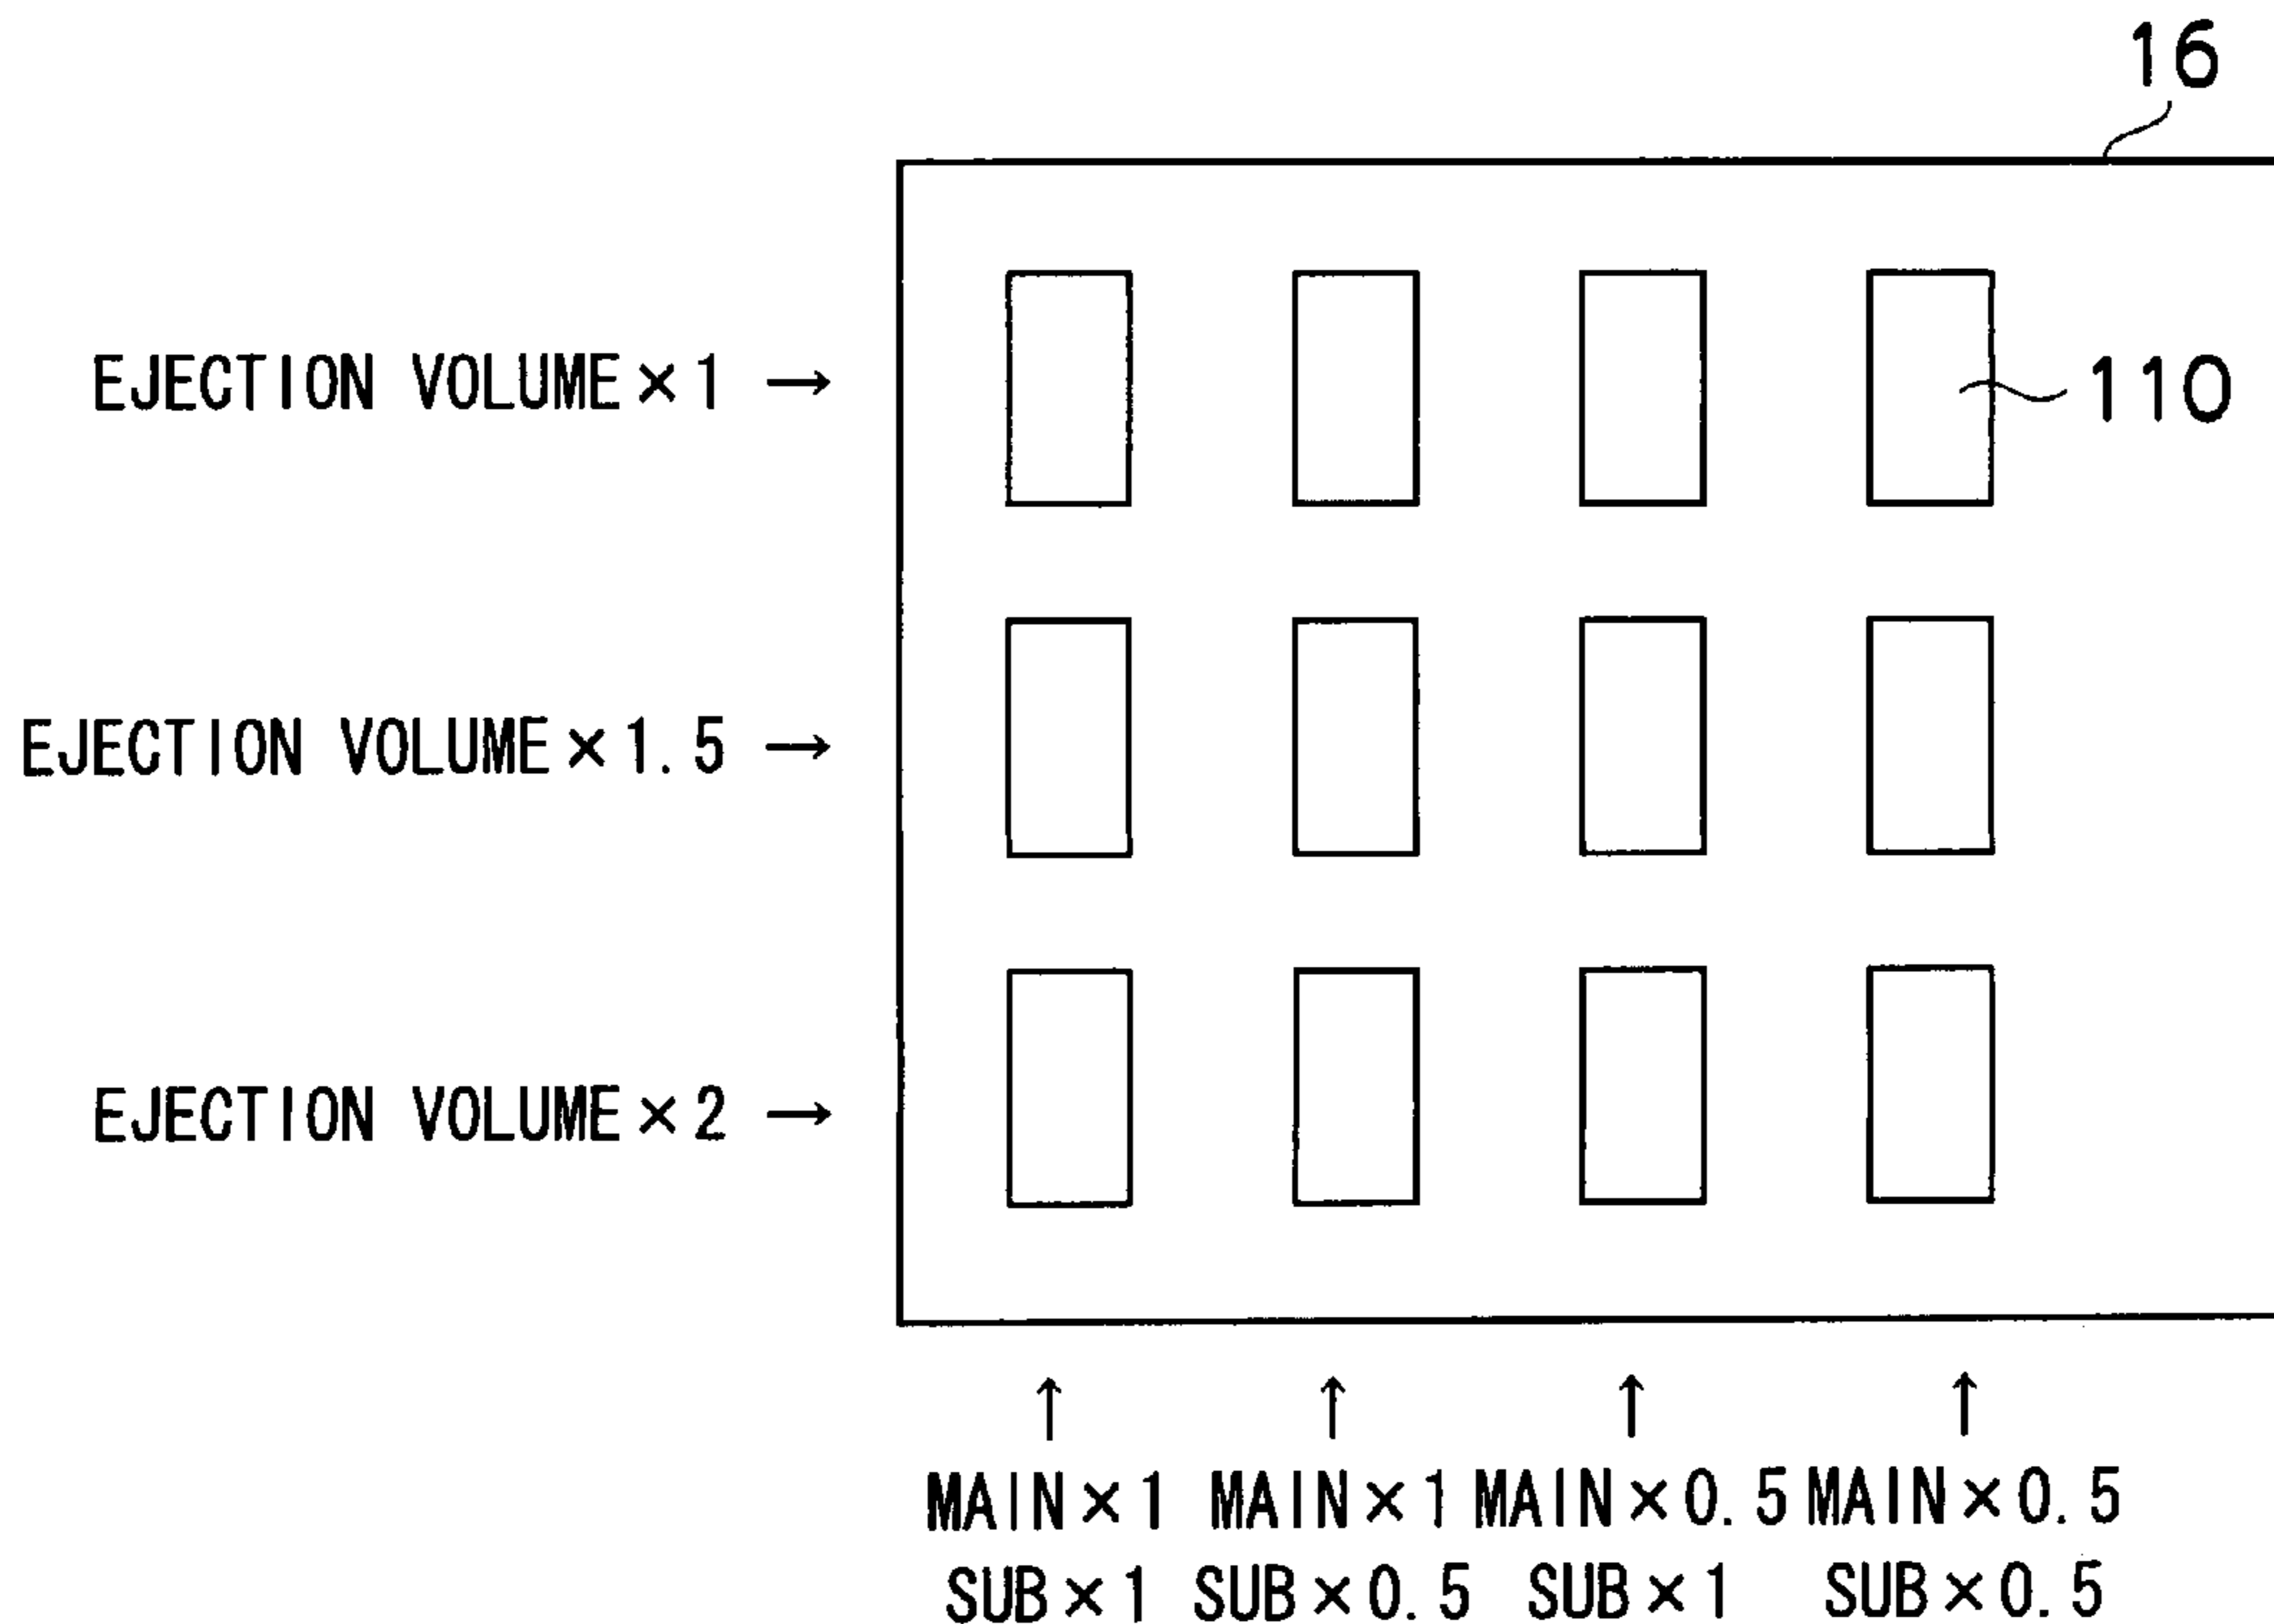 16
EJECTION VOLUME×1 →
110
EJECTION VOLUME×1.5 →
EJECTION VOLUME×2 →
↑ ↑ ↑ ↑
MAIN×1 MAIN×1 MAIN×0.5 MAIN×0.5
SUB×1 SUB×0.5 SUB×1 SUB×0.5